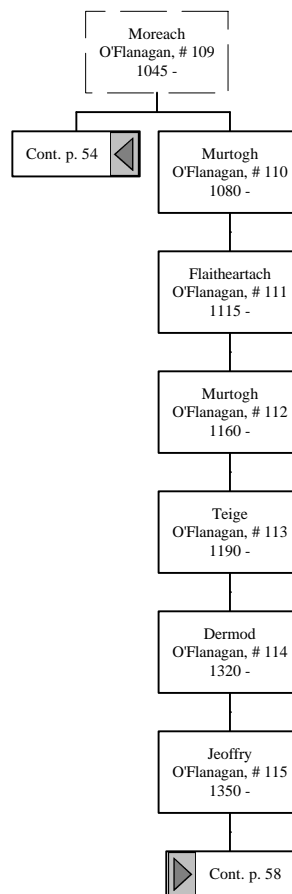 Moreach
O'Flanagan, # 109
1045 -
Cont. p. 54
Murtogh
O'Flanagan, # 110
1080 -
Flaitheartach
O'Flanagan, # 111
1115 -
Murtogh
O'Flanagan, # 112
1160 -
Teige
O'Flanagan, # 113
1190 -
Dermod
O'Flanagan, # 114
1320 -
Jeoffry
O'Flanagan, # 115
1350 -
Cont. p. 58